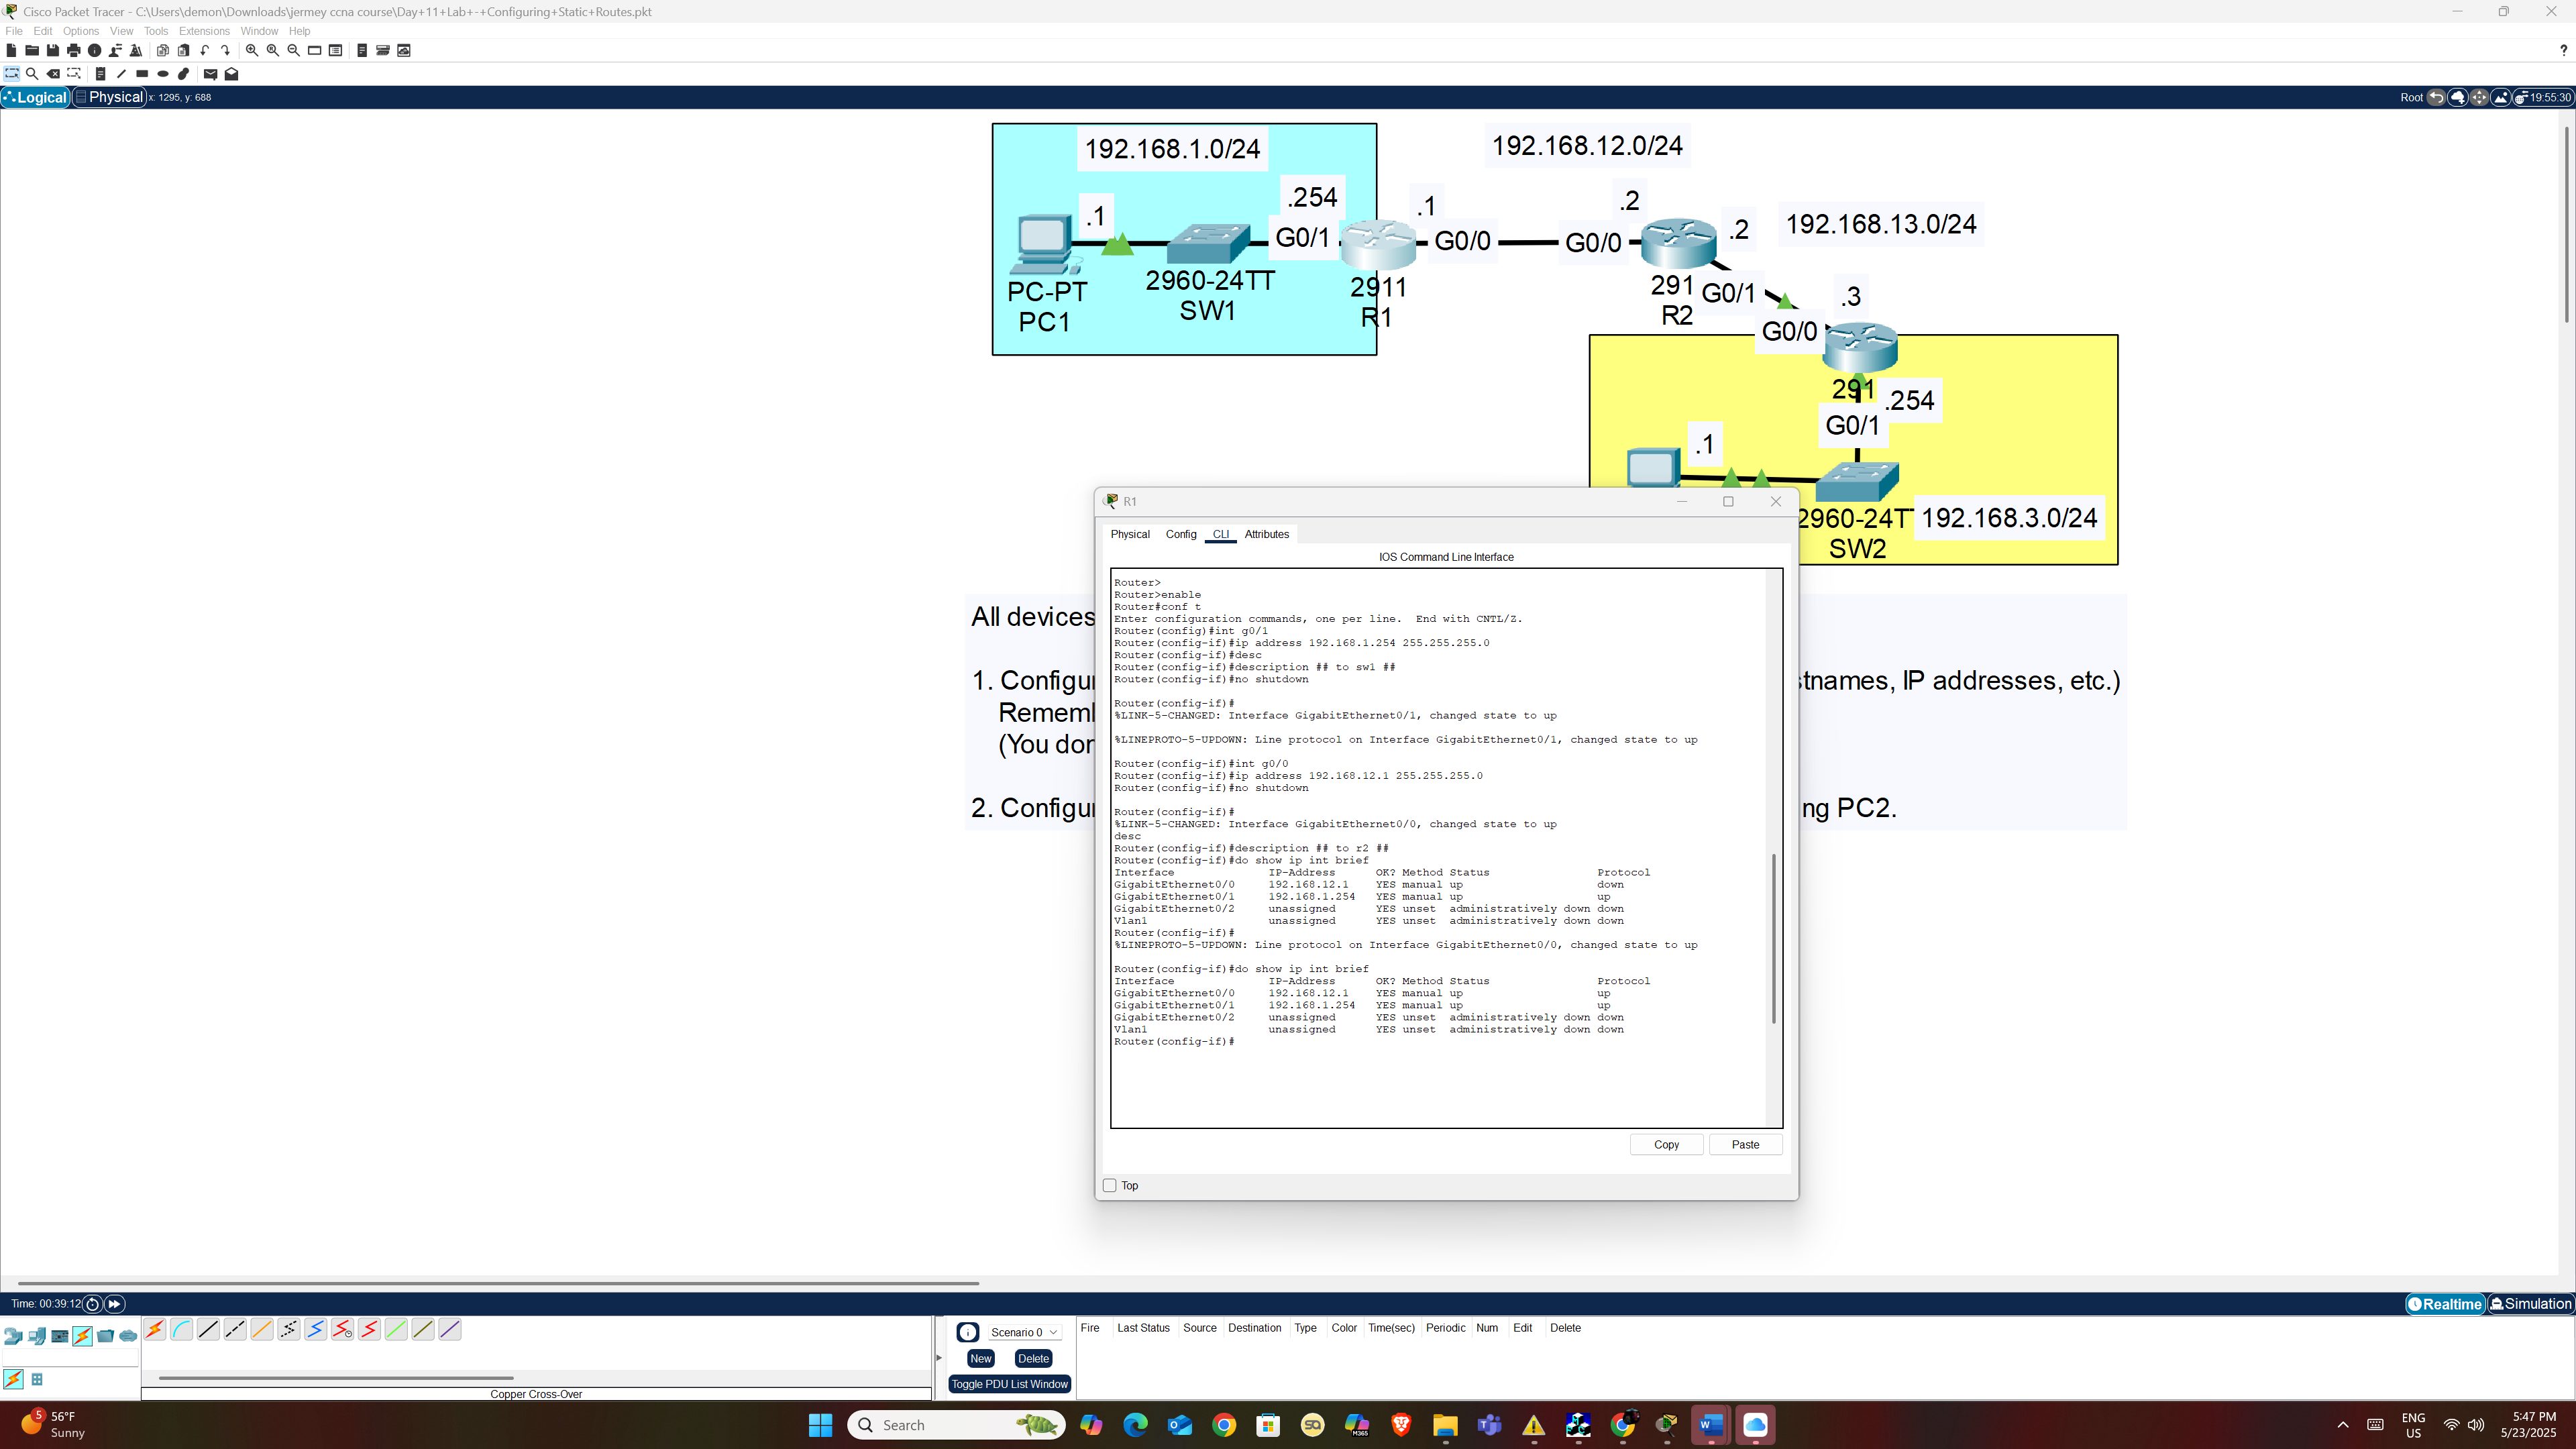 Cisco Packet Tracer - C:\Users\demon\Downloads\jermey ccna course\Day+11+Lab+-+Configuring+Static+Routes.pkt
File Edit Options View Tools Extensions Window Help
?
Logical Physical x: 1295, y: 688
Root 19:55:30
192.168.1.0/24
192.168.12.0/24
.254
.1
.1
.2
.2
192.168.13.0/24
G0/1
G0/0
G0/0
2960-24TT
SW1
PC-PT
PC1
2911
R1
291
R2
G0/1
.3
G0/0
291
.254
G0/1
.1
2960-24T
SW2
192.168.3.0/24
All devices
1. Configu
stnames, IP addresses, etc.)
Remem
(You don
2. Configu
ng PC2.
R1
Physical Config CLI Attributes
IOS Command Line Interface
Router>
Router>enable
Router#conf t
Enter configuration commands, one per line.  End with CNTL/Z.
Router(config)#int g0/1
Router(config-if)#ip address 192.168.1.254 255.255.255.0
Router(config-if)#desc
Router(config-if)#description ## to sw1 ##
Router(config-if)#no shutdown
Router(config-if)#
%LINK-5-CHANGED: Interface GigabitEthernet0/1, changed state to up
%LINEPROTO-5-UPDOWN: Line protocol on Interface GigabitEthernet0/1, changed state to up
Router(config-if)#int g0/0
Router(config-if)#ip address 192.168.12.1 255.255.255.0
Router(config-if)#no shutdown
Router(config-if)#
%LINK-5-CHANGED: Interface GigabitEthernet0/0, changed state to up
desc
Router(config-if)#description ## to r2 ##
Router(config-if)#do show ip int brief
Interface IP-Address OK? Method Status Protocol
GigabitEthernet0/0 192.168.12.1 YES manual up down
GigabitEthernet0/1 192.168.1.254 YES manual up up
GigabitEthernet0/2 unassigned YES unset administratively down down
Vlan1 unassigned YES unset administratively down down
Router(config-if)#
%LINEPROTO-5-UPDOWN: Line protocol on Interface GigabitEthernet0/0, changed state to up
Router(config-if)#do show ip int brief
Interface IP-Address OK? Method Status Protocol
GigabitEthernet0/0 192.168.12.1 YES manual up up
GigabitEthernet0/1 192.168.1.254 YES manual up up
GigabitEthernet0/2 unassigned YES unset administratively down down
Vlan1 unassigned YES unset administratively down down
Router(config-if)#
Copy Paste
Top
Time: 00:39:12
Realtime Simulation
Scenario 0
New Delete
Toggle PDU List Window
Fire Last Status Source Destination Type Color Time(sec) Periodic Num Edit Delete
Copper Cross-Over
5
56°F
Sunny
Search
M365
ENG
US
5:47 PM
5/23/2025